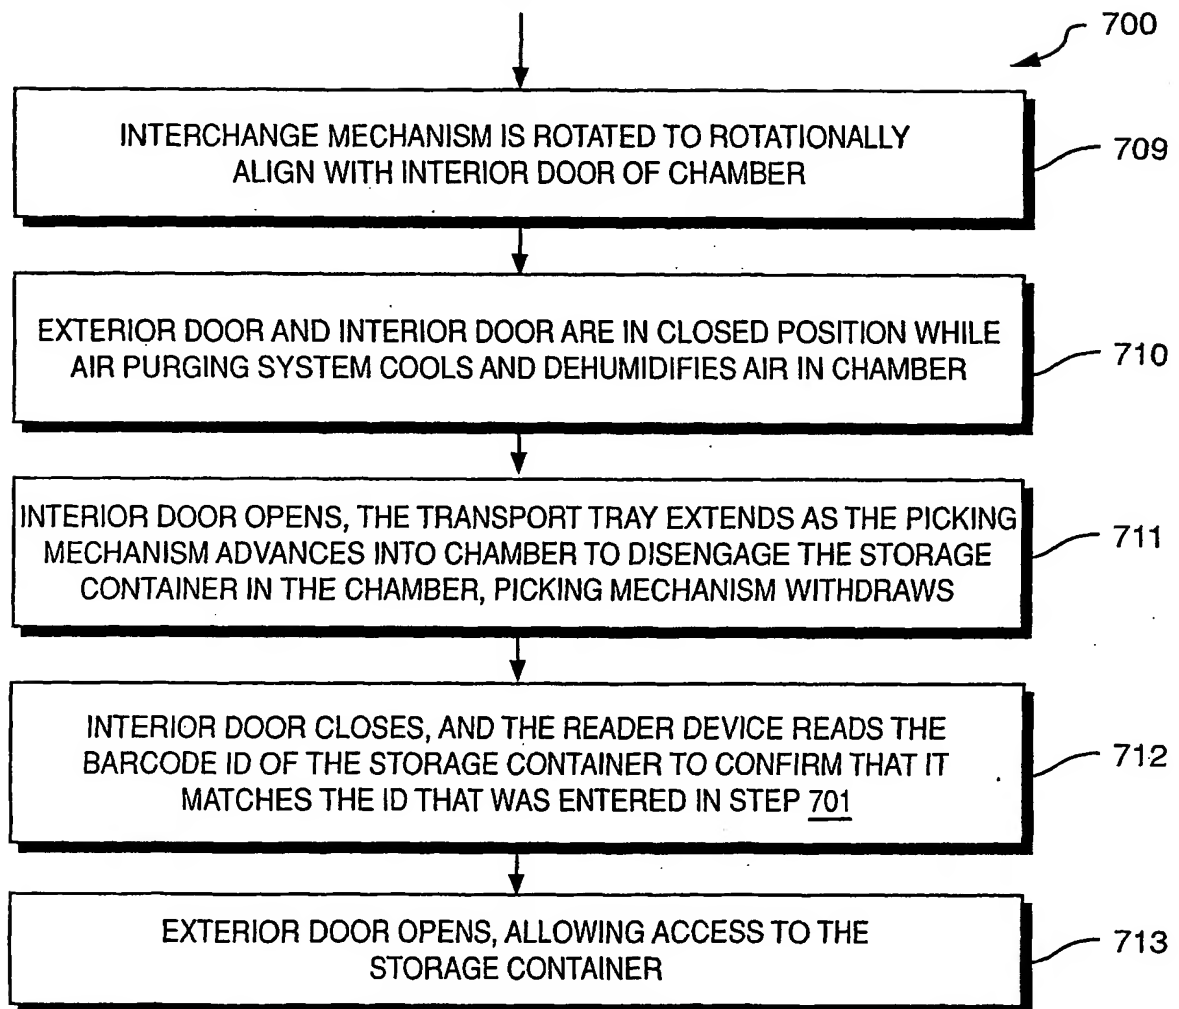 700
INTERCHANGE MECHANISM IS ROTATED TO ROTATIONALLY
ALIGN WITH INTERIOR DOOR OF CHAMBER
709
EXTERIOR DOOR AND INTERIOR DOOR ARE IN CLOSED POSITION WHILE
AIR PURGING SYSTEM COOLS AND DEHUMIDIFIES AIR IN CHAMBER
710
INTERIOR DOOR OPENS, THE TRANSPORT TRAY EXTENDS AS THE PICKING
MECHANISM ADVANCES INTO CHAMBER TO DISENGAGE THE STORAGE
CONTAINER IN THE CHAMBER, PICKING MECHANISM WITHDRAWS
711
INTERIOR DOOR CLOSES, AND THE READER DEVICE READS THE
BARCODE ID OF THE STORAGE CONTAINER TO CONFIRM THAT IT
MATCHES THE ID THAT WAS ENTERED IN STEP 701
712
EXTERIOR DOOR OPENS, ALLOWING ACCESS TO THE
STORAGE CONTAINER
713